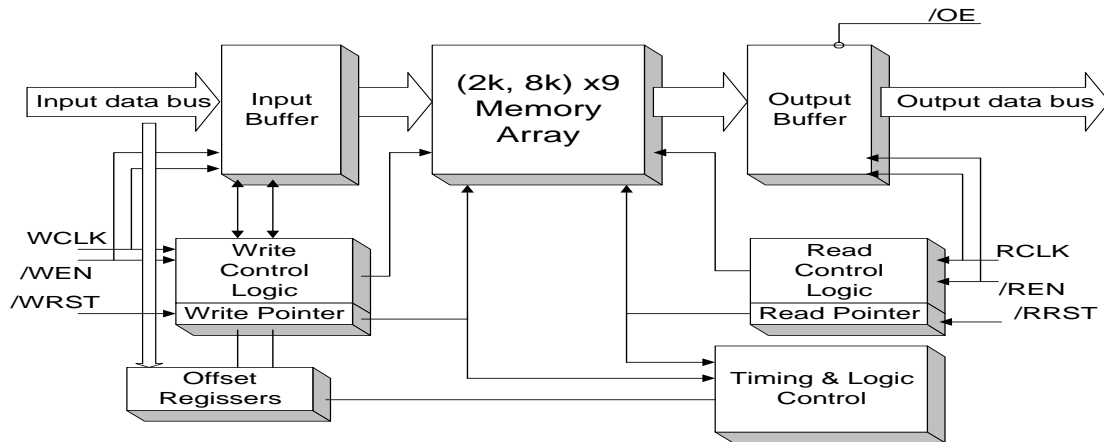 /OE
Input data bus
Input
Buffer
(2k, 8k) x9
Memory
Array
Output
Buffer
Output data bus
WCLK
/WEN
/WRST
Write
Control
Logic
Write Pointer
Read
Control
Logic
Read Pointer
RCLK
/REN
/RRST
Offset
Regissers
Timing & Logic
Control